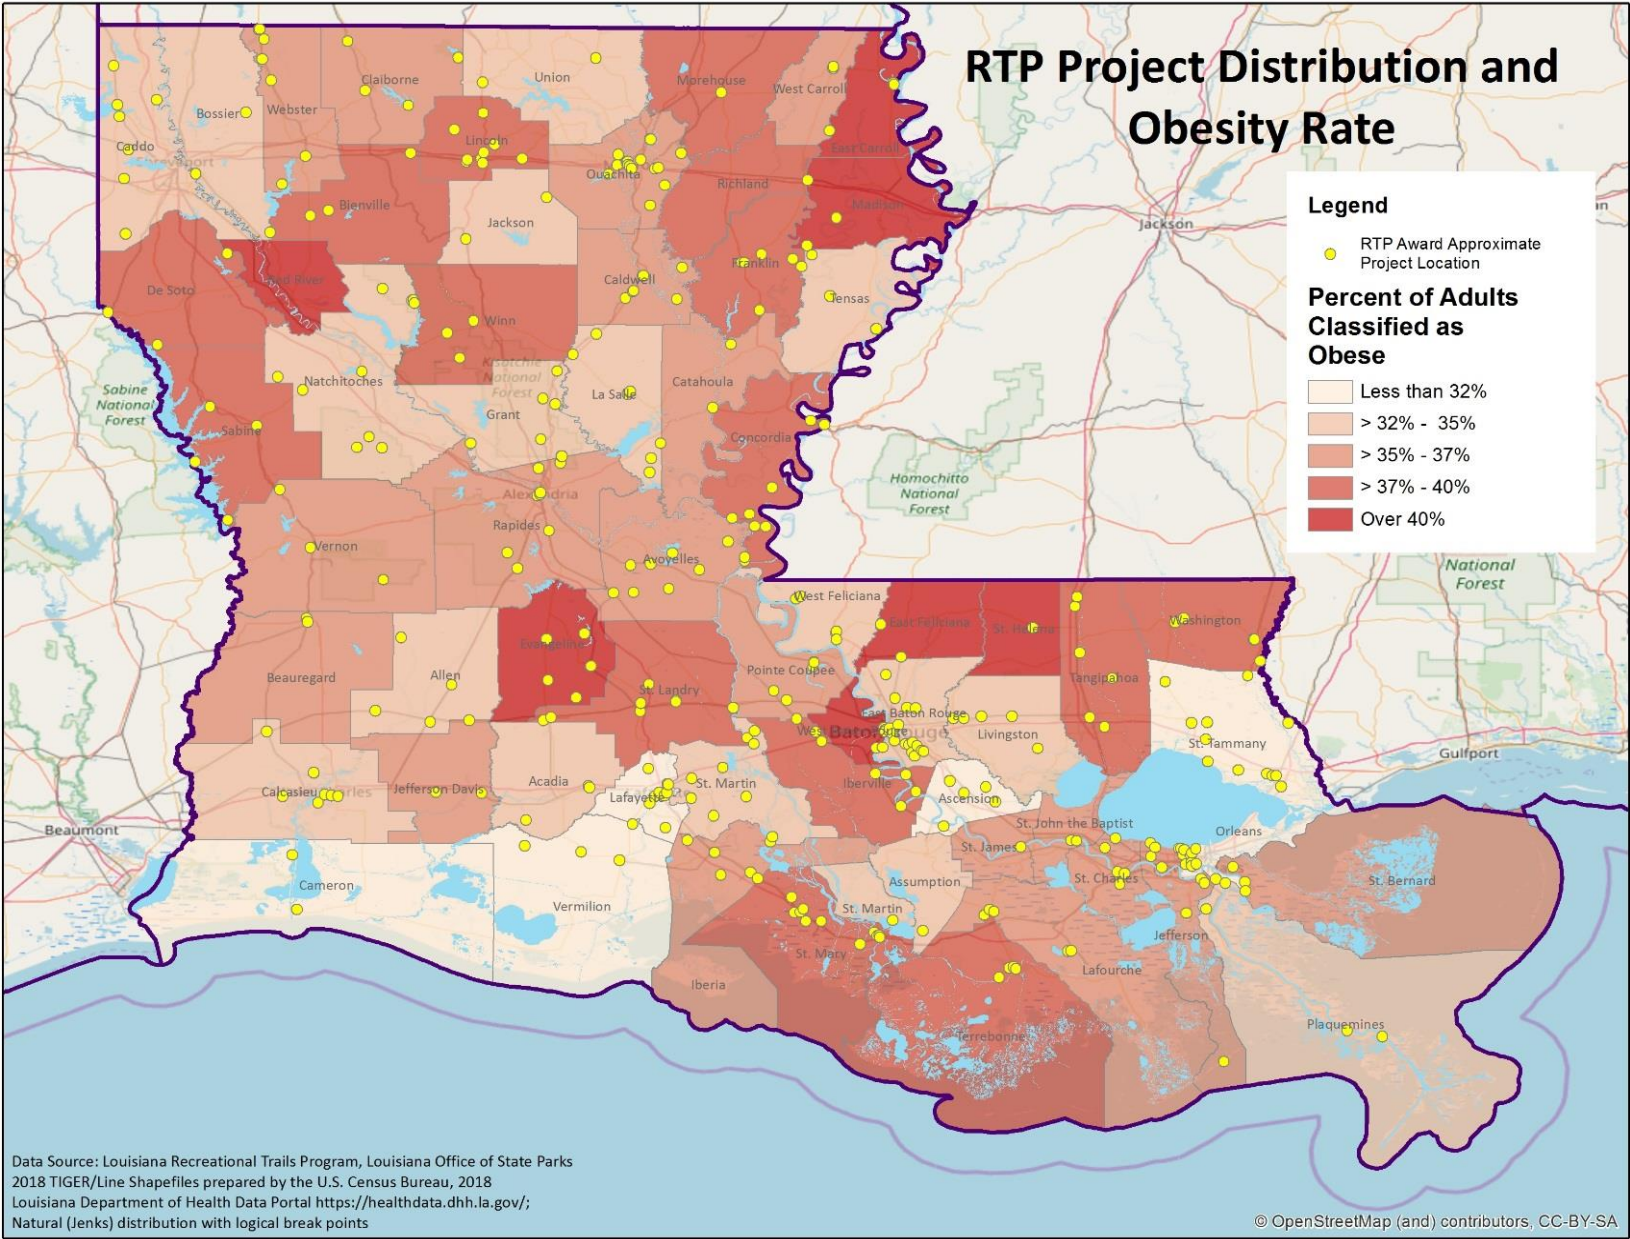 RTP Project Distribution and
Obesity Rate
Legend
RTP Award Approximate
Project Location
Percent of Adults
Classified as
Obese
Less than 32%
> 32% - 35%
> 35% - 37%
> 37% - 40%
Over 40%
Claiborne
Union
Morehouse
West Carroll
Bossier
Webster
Caddo
Shreveport
Lincoln
Ouachita
East Carroll
Richland
Bienville
Madison
Jackson
Jackson
De Soto
Red River
Caldwell
Franklin
Tensas
Winn
Kisatchie
National
Forest
Natchitoches
La Salle
Catahoula
Grant
Sabine
National
Forest
Sabine
Concordia
Homochitto
National
Forest
Alexandria
Rapides
Vernon
Avoyelles
National
Forest
West Feliciana
East Feliciana
St. Helena
Washington
Evangeline
Beauregard
Allen
St. Landry
Pointe Coupee
Tangipahoa
East Baton Rouge
West
Baton Rouge
Livingston
St. Tammany
Gulfport
Calcasieu
Jefferson Davis
Acadia
Lafayette
St. Martin
Iberville
Ascension
Beaumont
St. John the Baptist
Orleans
St. James
Cameron
Vermilion
Assumption
St. Charles
St. Bernard
St. Martin
Jefferson
St. Mary
Iberia
Lafourche
Terrebonne
Plaquemines
Data Source: Louisiana Recreational Trails Program, Louisiana Office of State Parks
2018 TIGER/Line Shapefiles prepared by the U.S. Census Bureau, 2018
Louisiana Department of Health Data Portal https://healthdata.dhh.la.gov/;
Natural (Jenks) distribution with logical break points
© OpenStreetMap (and) contributors, CC-BY-SA